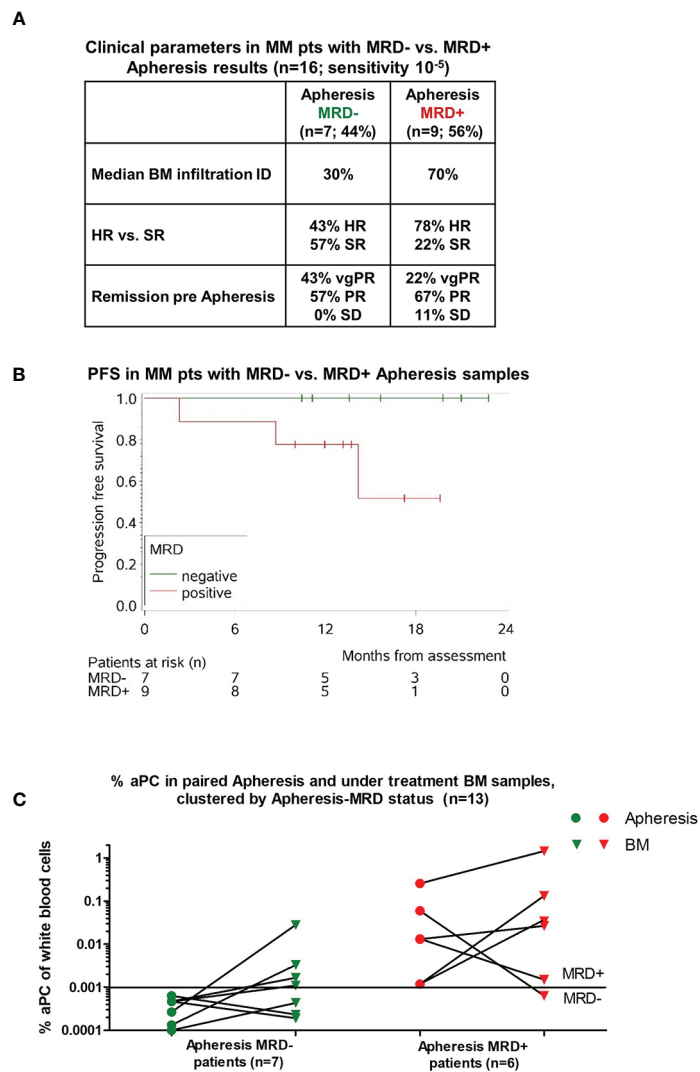 A
Clinical parameters in MM pts with MRD- vs. MRD+
Apheresis results (n=16; sensitivity 10-5)
Apheresis
MRD-
(n=7; 44%)
Apheresis
MRD+
(n=9; 56%)
Median BM infiltration ID
30%
70%
HR vs. SR
43% HR
57% SR
78% HR
22% SR
Remission pre Apheresis
43% vgPR
57% PR
0% SD
22% vgPR
67% PR
11% SD
B
PFS in MM pts with MRD- vs. MRD+ Apheresis samples
Progression free survival
1.0
0.8
0.6
0.4
0.2
0.0
MRD
negative
positive
0 6 12 18 24
Months from assessment
Patients at risk (n)
MRD- 7 7 5 3 0
MRD+ 9 8 5 1 0
C
% aPC in paired Apheresis and under treatment BM samples,
clustered by Apheresis-MRD status (n=13)
Apheresis
BM
% aPC of white blood cells
1
0.1
0.01
0.001
0.0001
MRD+
MRD-
Apheresis MRD-
patients (n=7)
Apheresis MRD+
patients (n=6)